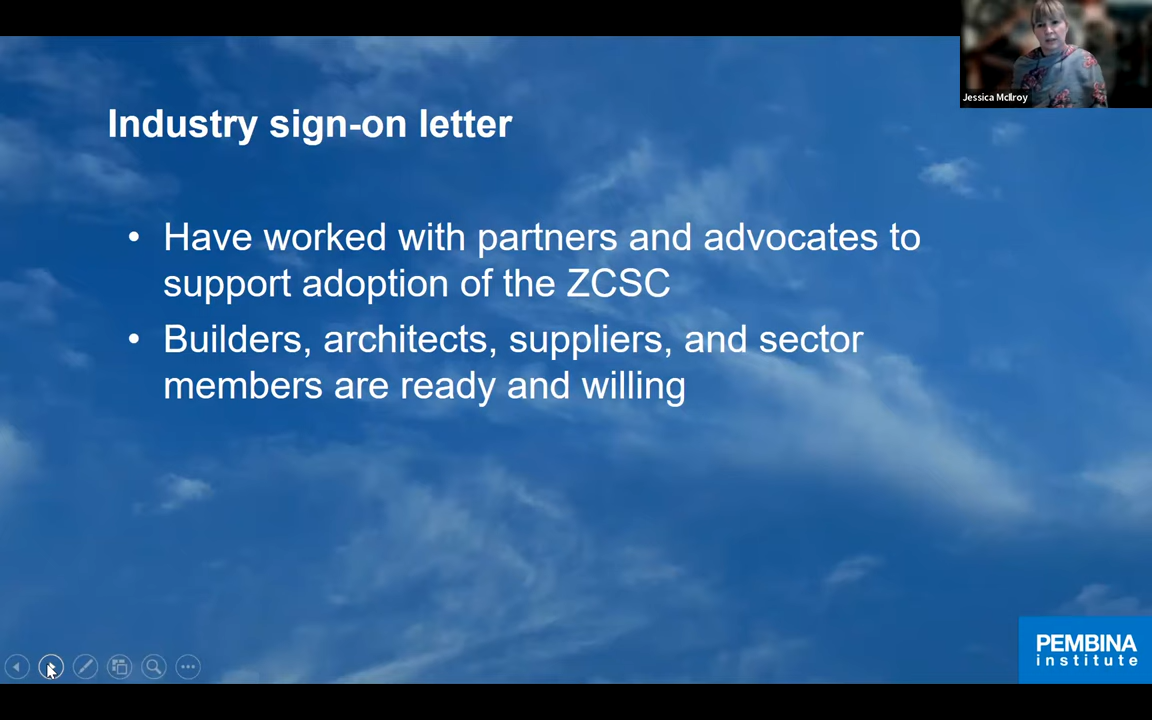 Jessica McIlroy
Industry sign-on letter
• Have worked with partners and advocates to
support adoption of the ZCSC
• Builders, architects, suppliers, and sector
members are ready and willing
PEMBINA
institute